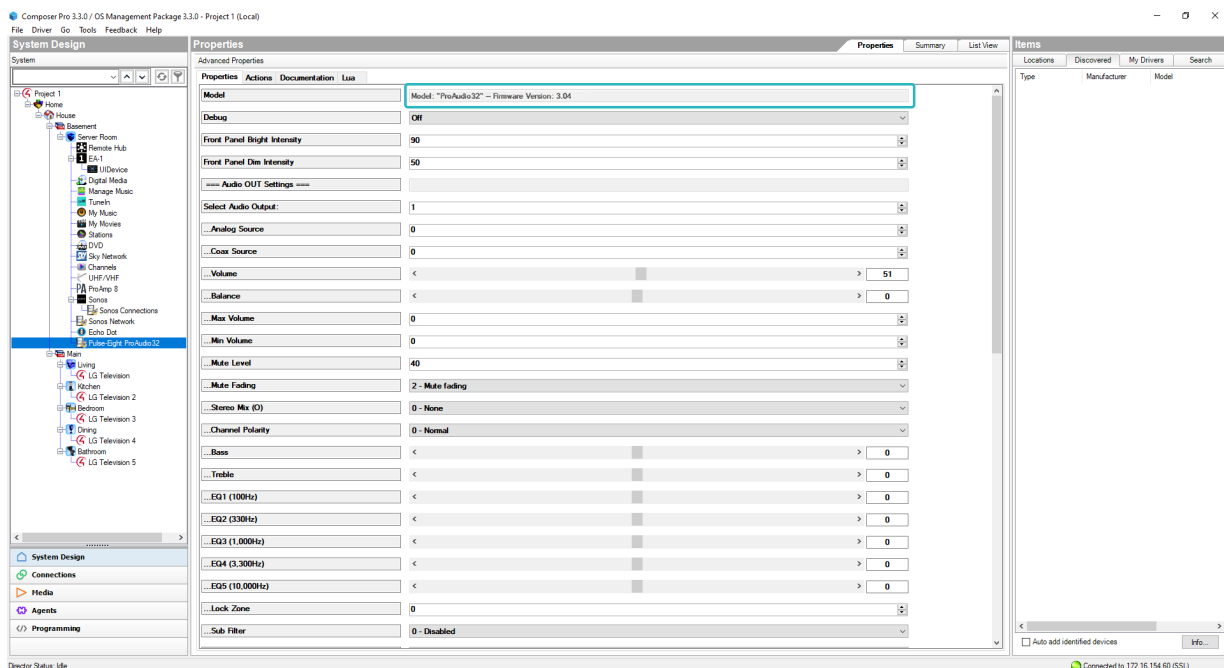 Composer Pro 3.3.0 / OS Management Package 3.3.0 - Project 1 (Local)
File Driver Go Tools Feedback Help
System Design
System
Project 1
Home
House
Basement
Server Room
Remote Hub
EA-1
UIDevice
Digital Media
Manage Music
TuneIn
My Music
My Movies
Stations
DVD
Sky Network
Channels
UHF/VHF
ProAmp 8
Sonos
Sonos Connections
Sonos Network
Echo Dot
Pulse-Eight ProAudio32
Main
Living
LG Television
Kitchen
LG Television 2
Bedroom
LG Television 3
Dining
LG Television 4
Bathroom
LG Television 5
System Design
Connections
Media
Agents
Programming
Director Status: Idle
Properties
Properties Summary List View
Advanced Properties
Properties Actions Documentation Lua
Model Model: "ProAudio32" -- Firmware Version: 3.04
Debug Off
Front Panel Bright Intensity 90
Front Panel Dim Intensity 50
=== Audio OUT Settings ===
Select Audio Output: 1
...Analog Source 0
...Coax Source 0
...Volume < > 51
...Balance < > 0
...Max Volume 0
...Min Volume 0
...Mute Level 40
...Mute Fading 2 - Mute fading
...Stereo Mix (O) 0 - None
...Channel Polarity 0 - Normal
...Bass < > 0
...Treble < > 0
...EQ1 (100Hz) < > 0
...EQ2 (330Hz) < > 0
...EQ3 (1,000Hz) < > 0
...EQ4 (3,300Hz) < > 0
...EQ5 (10,000Hz) < > 0
...Lock Zone 0
...Sub Filter 0 - Disabled
Items
Locations Discovered My Drivers Search
Type Manufacturer Model
Auto add identified devices Info...
Connected to 172.16.154.60 (SSL)